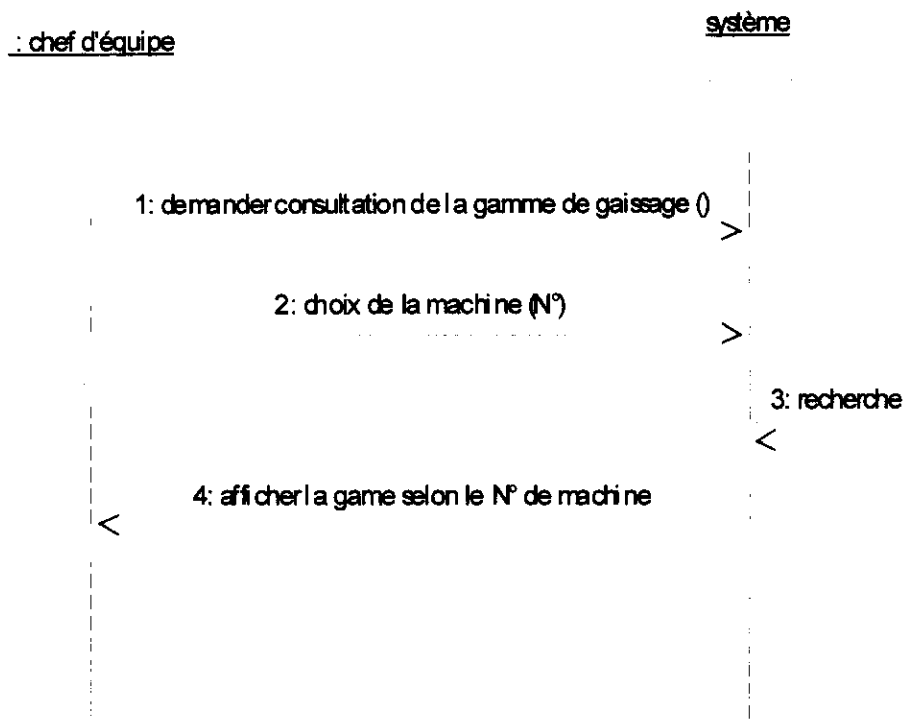 : chef d'équipe
système
1: demander consultation de la gamme de gaissage ()
2: choix de la machine (N°)
3: recherche
4: afficher la game selon le N° de machine